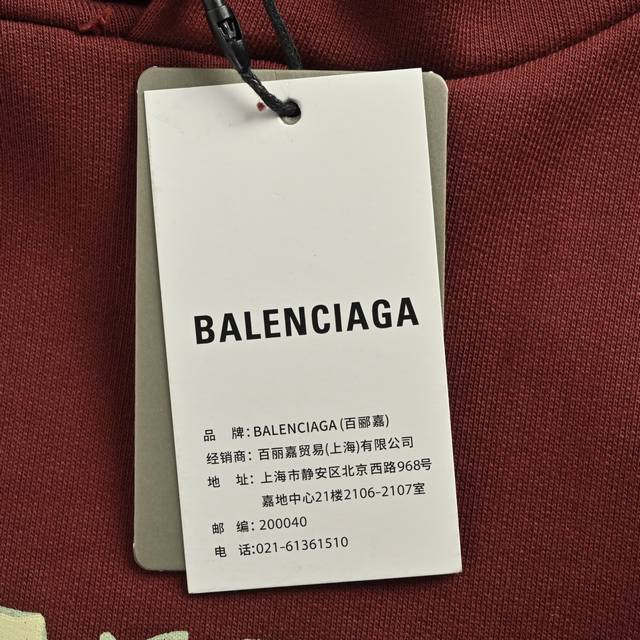 BALENCIAGA
品 牌: BALENCIAGA (百郦嘉)
经销商: 百丽嘉贸易(上海)有限公司
地 址: 上海市静安区北京西路968号
嘉地中心21楼2106-2107室
邮 编: 200040
电 话:021-61361510